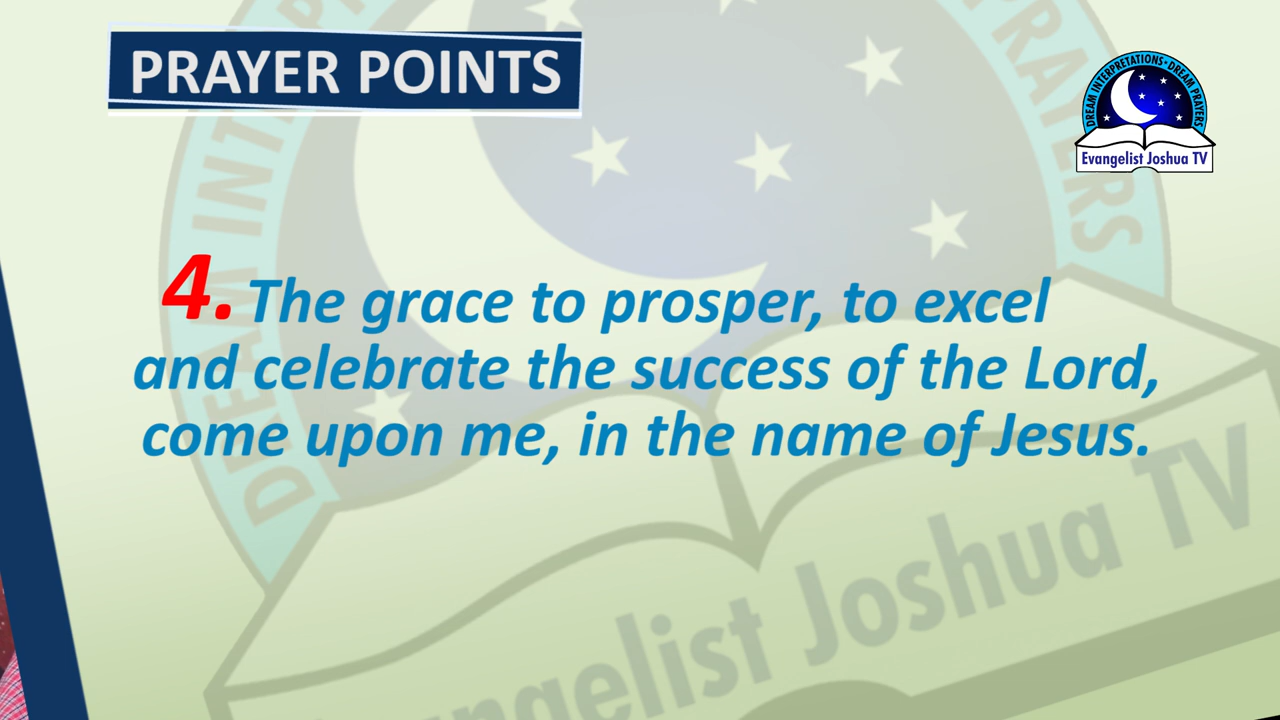 PRAYER POINTS
DREAM INTERPRETATIONS • DREAM PRAYERS
Evangelist Joshua TV
4. The grace to prosper, to excel
and celebrate the success of the Lord,
come upon me, in the name of Jesus.
Evangelist Joshua TV